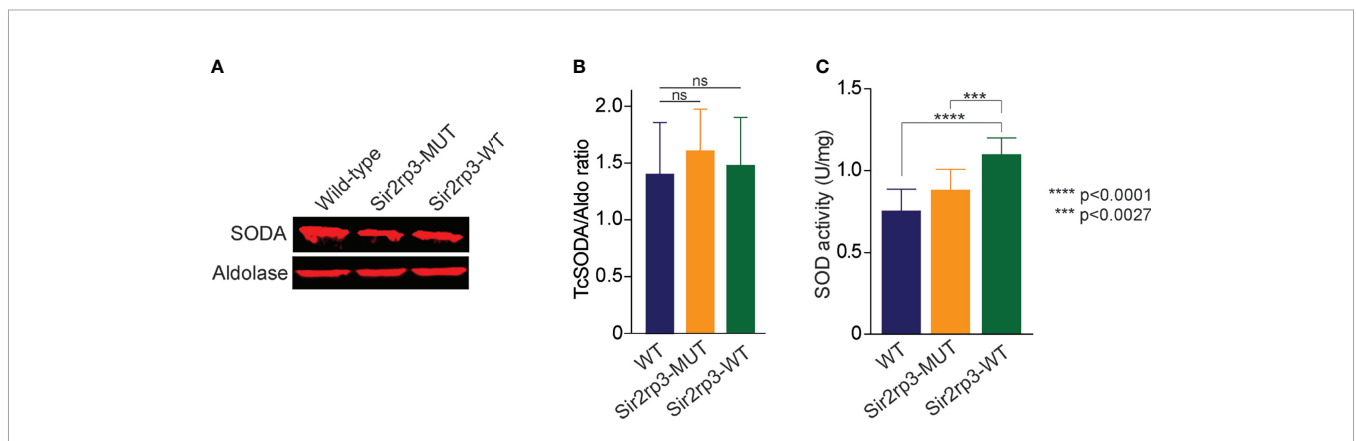 A
Wild-type
Sir2rp3-MUT
Sir2rp3-WT
SODA
Aldolase
B
ns
ns
TcSODA/Aldo ratio
2.0
1.5
1.0
0.5
0
WT
Sir2rp3-MUT
Sir2rp3-WT
C
***
****
SOD activity (U/mg)
1.5
1.0
0.5
0
WT
Sir2rp3-MUT
Sir2rp3-WT
**** p<0.0001
*** p<0.0027